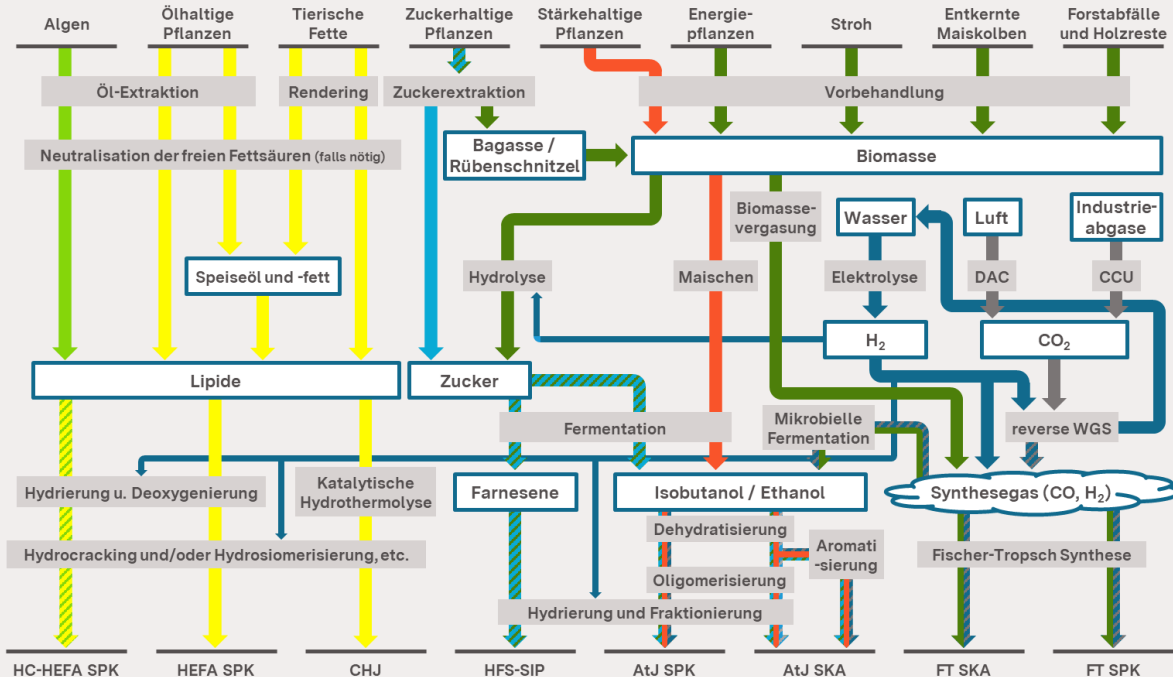 Algen
Ölhaltige
Pflanzen
Tierische
Fette
Zuckerhaltige
Pflanzen
Stärkehaltige
Pflanzen
Energie-
pflanzen
Stroh
Entkernte
Maiskolben
Forstabfälle
und Holzreste
Öl-Extraktion
Rendering
Zuckerextraktion
Vorbehandlung
Neutralisation der freien Fettsäuren (falls nötig)
Bagasse /
Rübenschnitzel
Biomasse
Biomasse-
vergasung
Wasser
Luft
Industrie-
abgase
Speiseöl und -fett
Hydrolyse
Maischen
Elektrolyse
DAC
CCU
H2
CO2
Lipide
Zucker
Fermentation
Mikrobielle
Fermentation
reverse WGS
Hydrierung u. Deoxygenierung
Katalytische
Hydrothermolyse
Farnesene
Isobutanol / Ethanol
Synthesegas (CO, H2)
Hydrocracking und/oder Hydrosiomerisierung, etc.
Dehydratisierung
Aromati
-sierung
Oligomerisierung
Fischer-Tropsch Synthese
Hydrierung und Fraktionierung
HC-HEFA SPK
HEFA SPK
CHJ
HFS-SIP
AtJ SPK
AtJ SKA
FT SKA
FT SPK